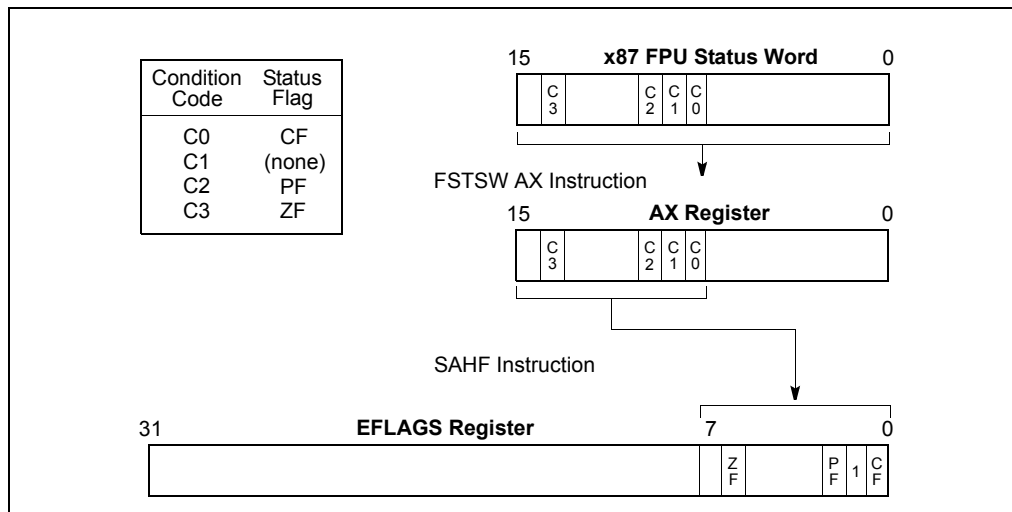 Condition Status
Code Flag
C0 CF
C1 (none)
C2 PF
C3 ZF
15 x87 FPU Status Word 0
C3 C2 C1 C0
FSTSW AX Instruction
15 AX Register 0
C3 C2 C1 C0
SAHF Instruction
31 EFLAGS Register 7 0
ZF PF 1 CF